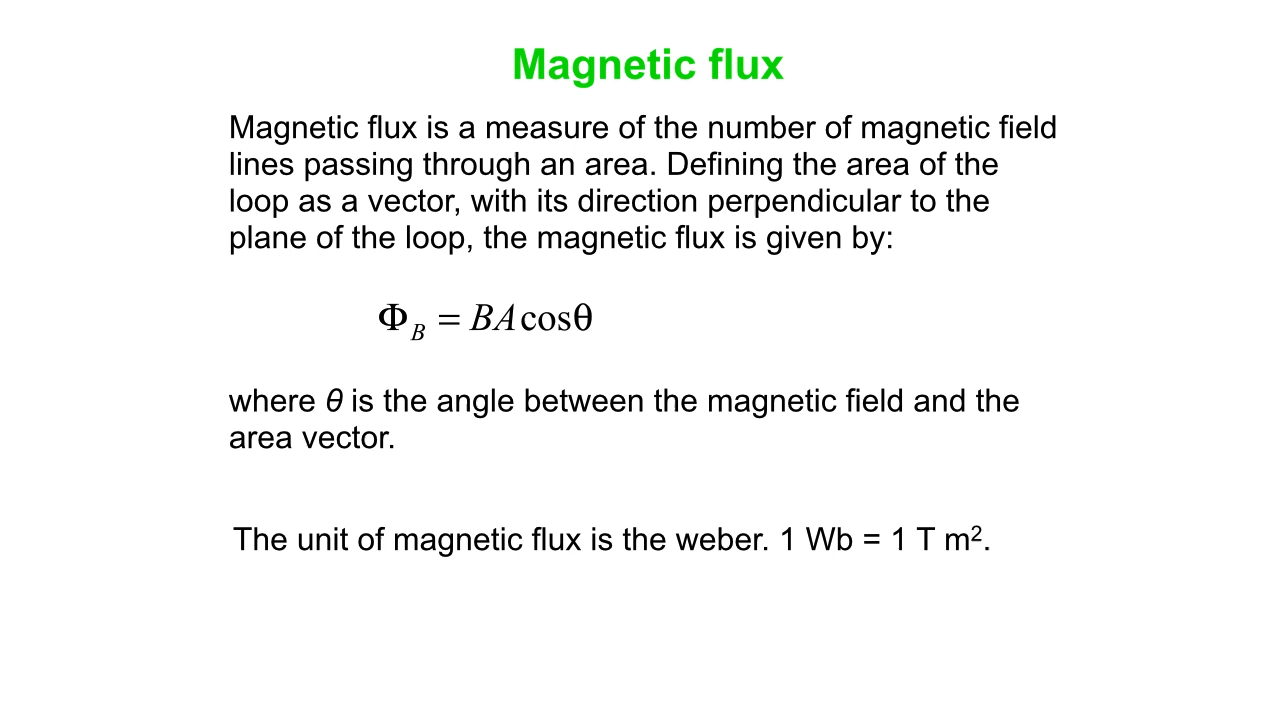 Magnetic flux
Magnetic flux is a measure of the number of magnetic field
lines passing through an area. Defining the area of the
loop as a vector, with its direction perpendicular to the
plane of the loop, the magnetic flux is given by:
Φ_B = BA cosθ
where θ is the angle between the magnetic field and the
area vector.
The unit of magnetic flux is the weber. 1 Wb = 1 T m².